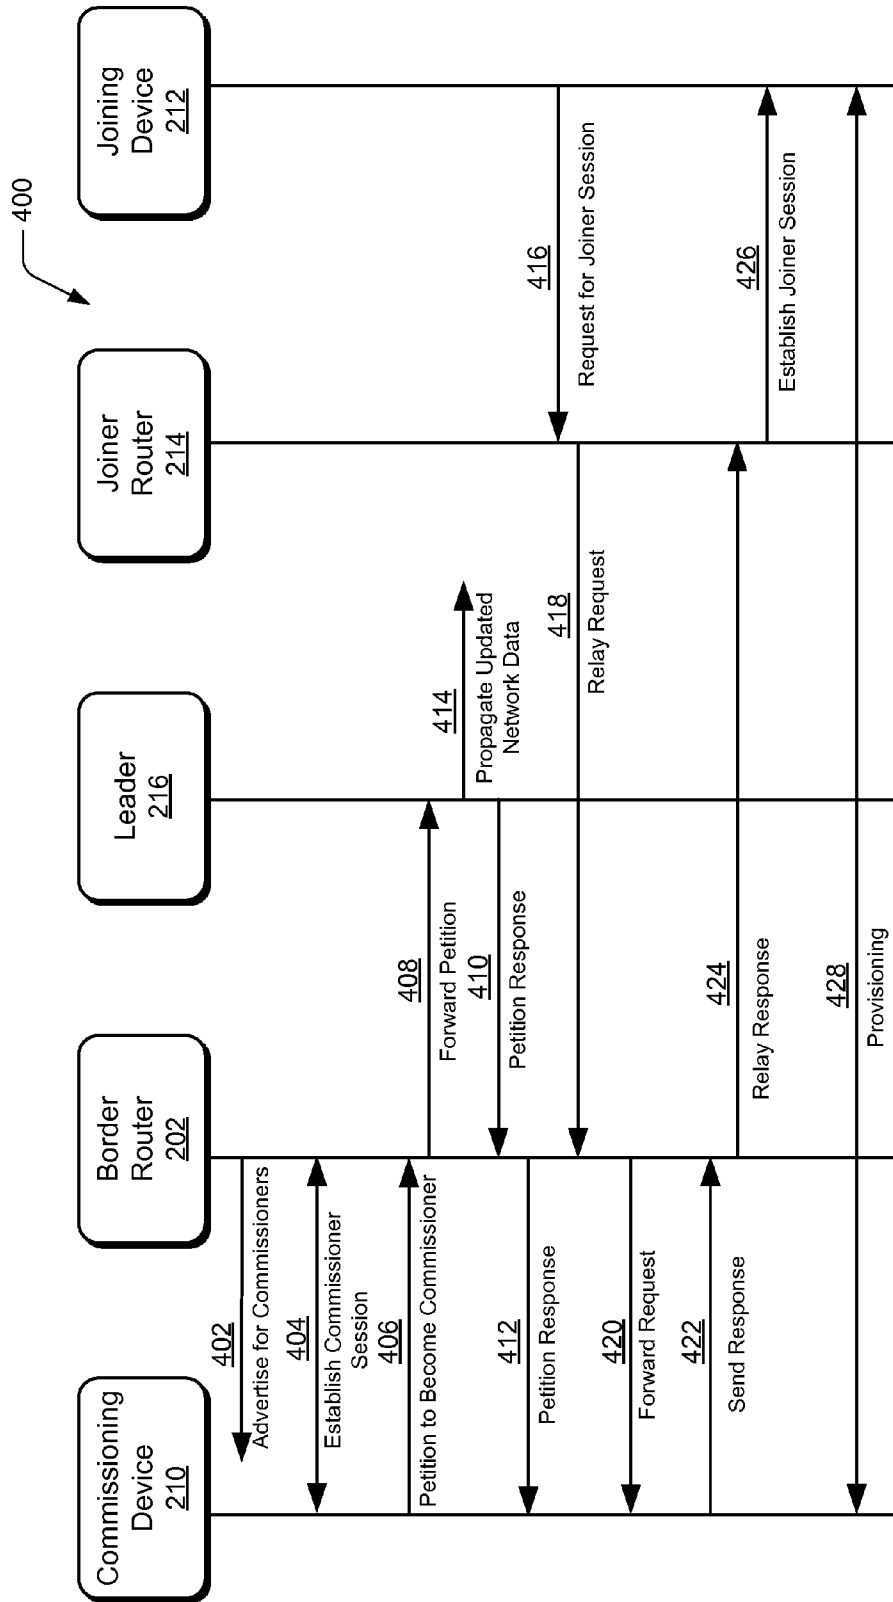 400
Commissioning
Device
210
Border
Router
202
Leader
216
Joiner
Router
214
Joining
Device
212
402
Advertise for Commissioners
404
Establish Commissioner
Session
406
Petition to Become Commissioner
408
Forward Petition
414
Propagate Updated
Network Data
410
Petition Response
412
Petition Response
416
Request for Joiner Session
418
Relay Request
420
Forward Request
422
Send Response
424
Relay Response
426
Establish Joiner Session
428
Provisioning